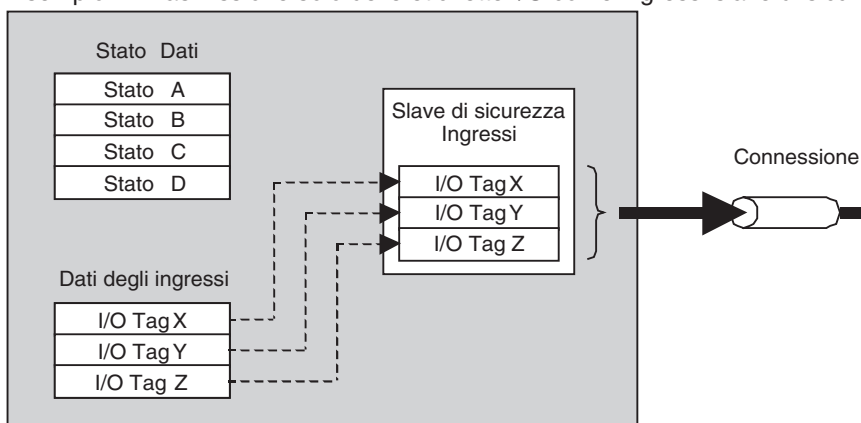 Stato Dati
Stato A
Stato B
Stato C
Stato D
Dati degli ingressi
I/O Tag X
I/O Tag Y
I/O Tag Z
Slave di sicurezza
Ingressi
I/O Tag X
I/O Tag Y
I/O Tag Z
Connessione